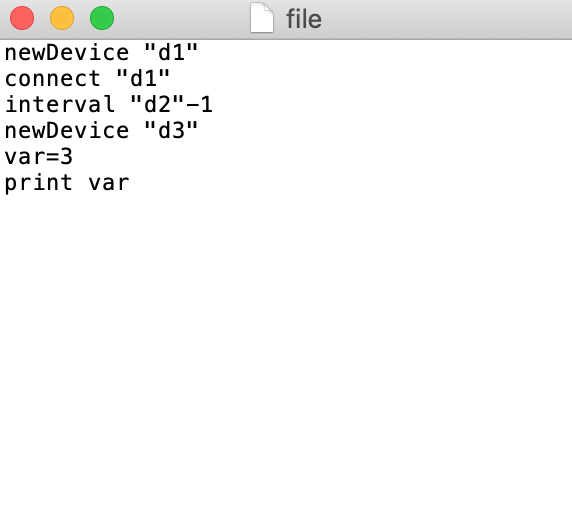 file
newDevice "d1"
connect "d1"
interval "d2"-1
newDevice "d3"
var=3
print var